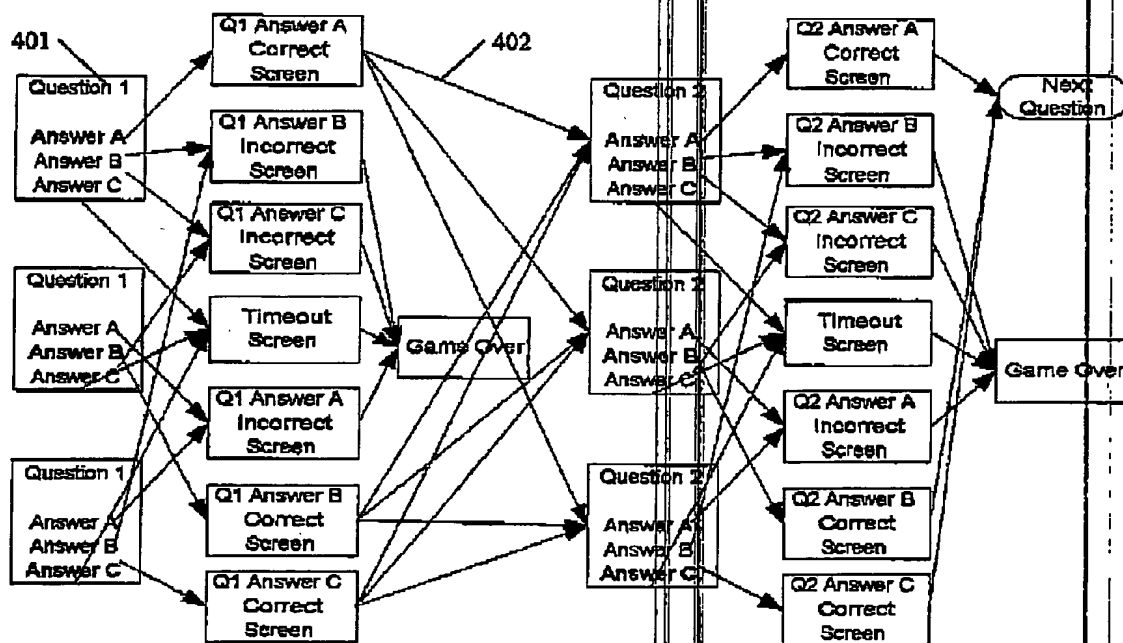 401
Question 1
Answer A
Answer B
Answer C
Question 1
Answer A
Answer B
Answer C
Question 1
Answer A
Answer B
Answer C
Q1 Answer A
Correct
Screen
Q1 Answer B
Incorrect
Screen
Q1 Answer C
Incorrect
Screen
Timeout
Screen
Q1 Answer A
Incorrect
Screen
Q1 Answer B
Correct
Screen
Q1 Answer C
Correct
Screen
402
Game Over
Question 2
Answer A
Answer B
Answer C
Question 2
Answer A
Answer B
Answer C
Question 2
Answer A
Answer B
Answer C
Q2 Answer A
Correct
Screen
Q2 Answer B
Incorrect
Screen
Q2 Answer C
Incorrect
Screen
Timeout
Screen
Q2 Answer A
Incorrect
Screen
Q2 Answer B
Correct
Screen
Q2 Answer C
Correct
Screen
Next
Question
Game Over